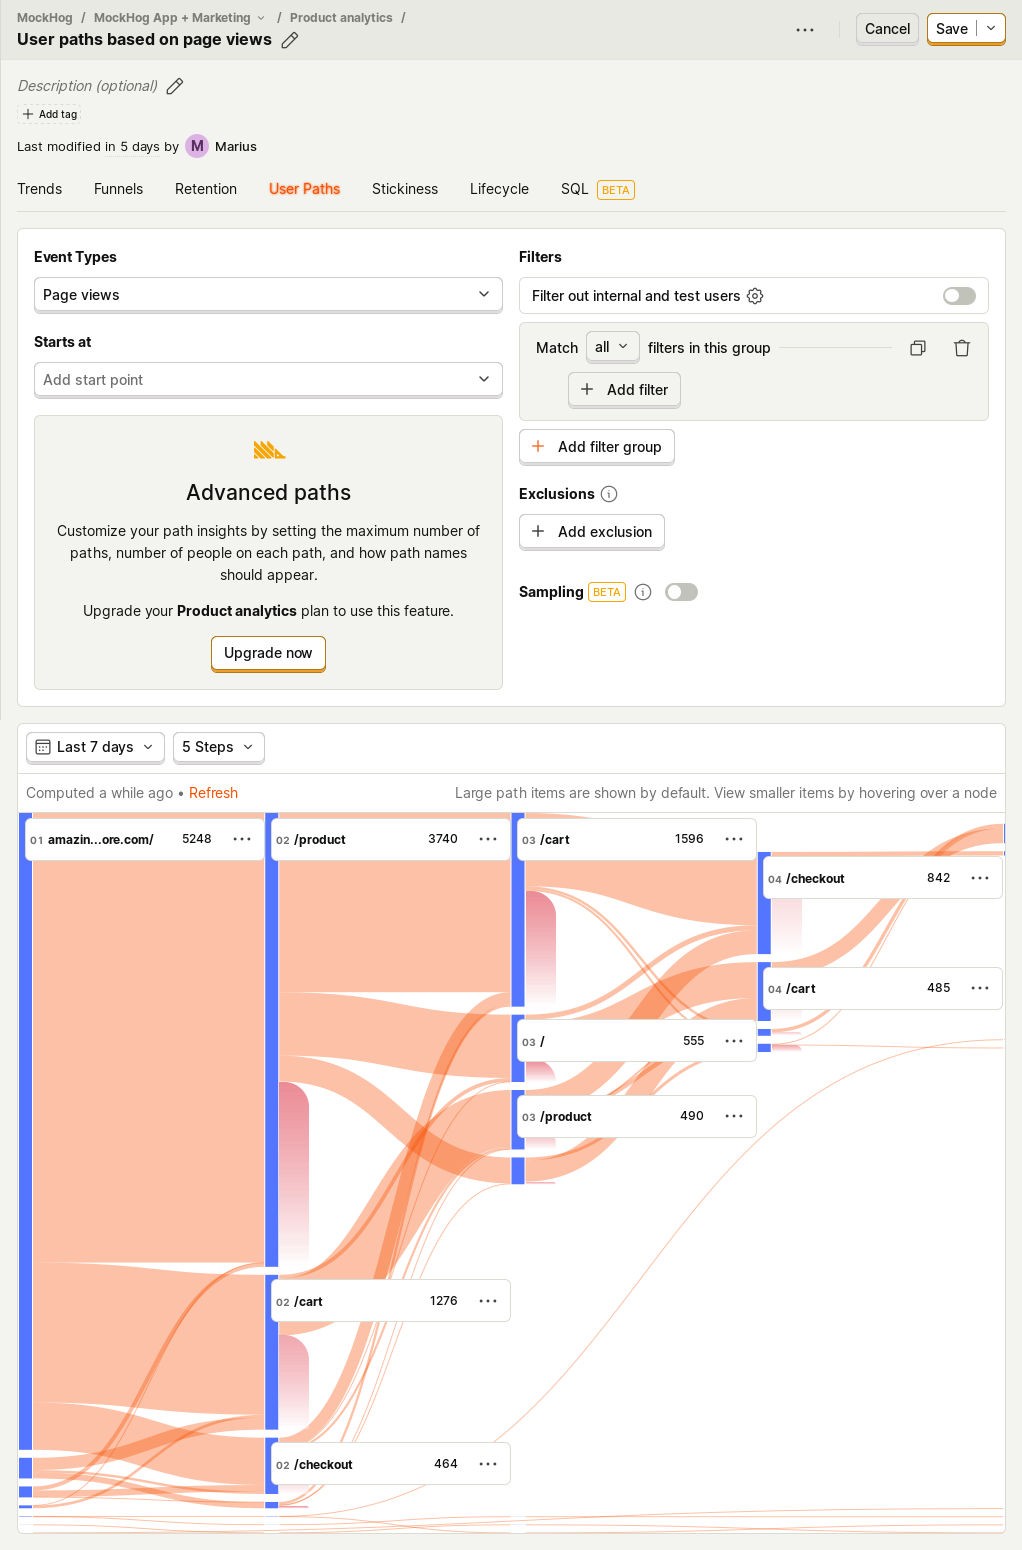 MockHog / MockHog App + Marketing / Product analytics /
User paths based on page views
Cancel
Save
Description (optional)
Add tag
Last modified in 5 days by M Marius
Trends Funnels Retention User Paths Stickiness Lifecycle SQL BETA
Event Types
Page views
Starts at
Add start point
Advanced paths
Customize your path insights by setting the maximum number of
paths, number of people on each path, and how path names
should appear.
Upgrade your Product analytics plan to use this feature.
Upgrade now
Filters
Filter out internal and test users
Match all filters in this group
Add filter
Add filter group
Exclusions
Add exclusion
Sampling BETA
Last 7 days
5 Steps
Computed a while ago • Refresh
Large path items are shown by default. View smaller items by hovering over a node
01 amazin...ore.com/ 5248
02 /product 3740
03 /cart 1596
04 /checkout 842
04 /cart 485
03 / 555
03 /product 490
02 /cart 1276
02 /checkout 464